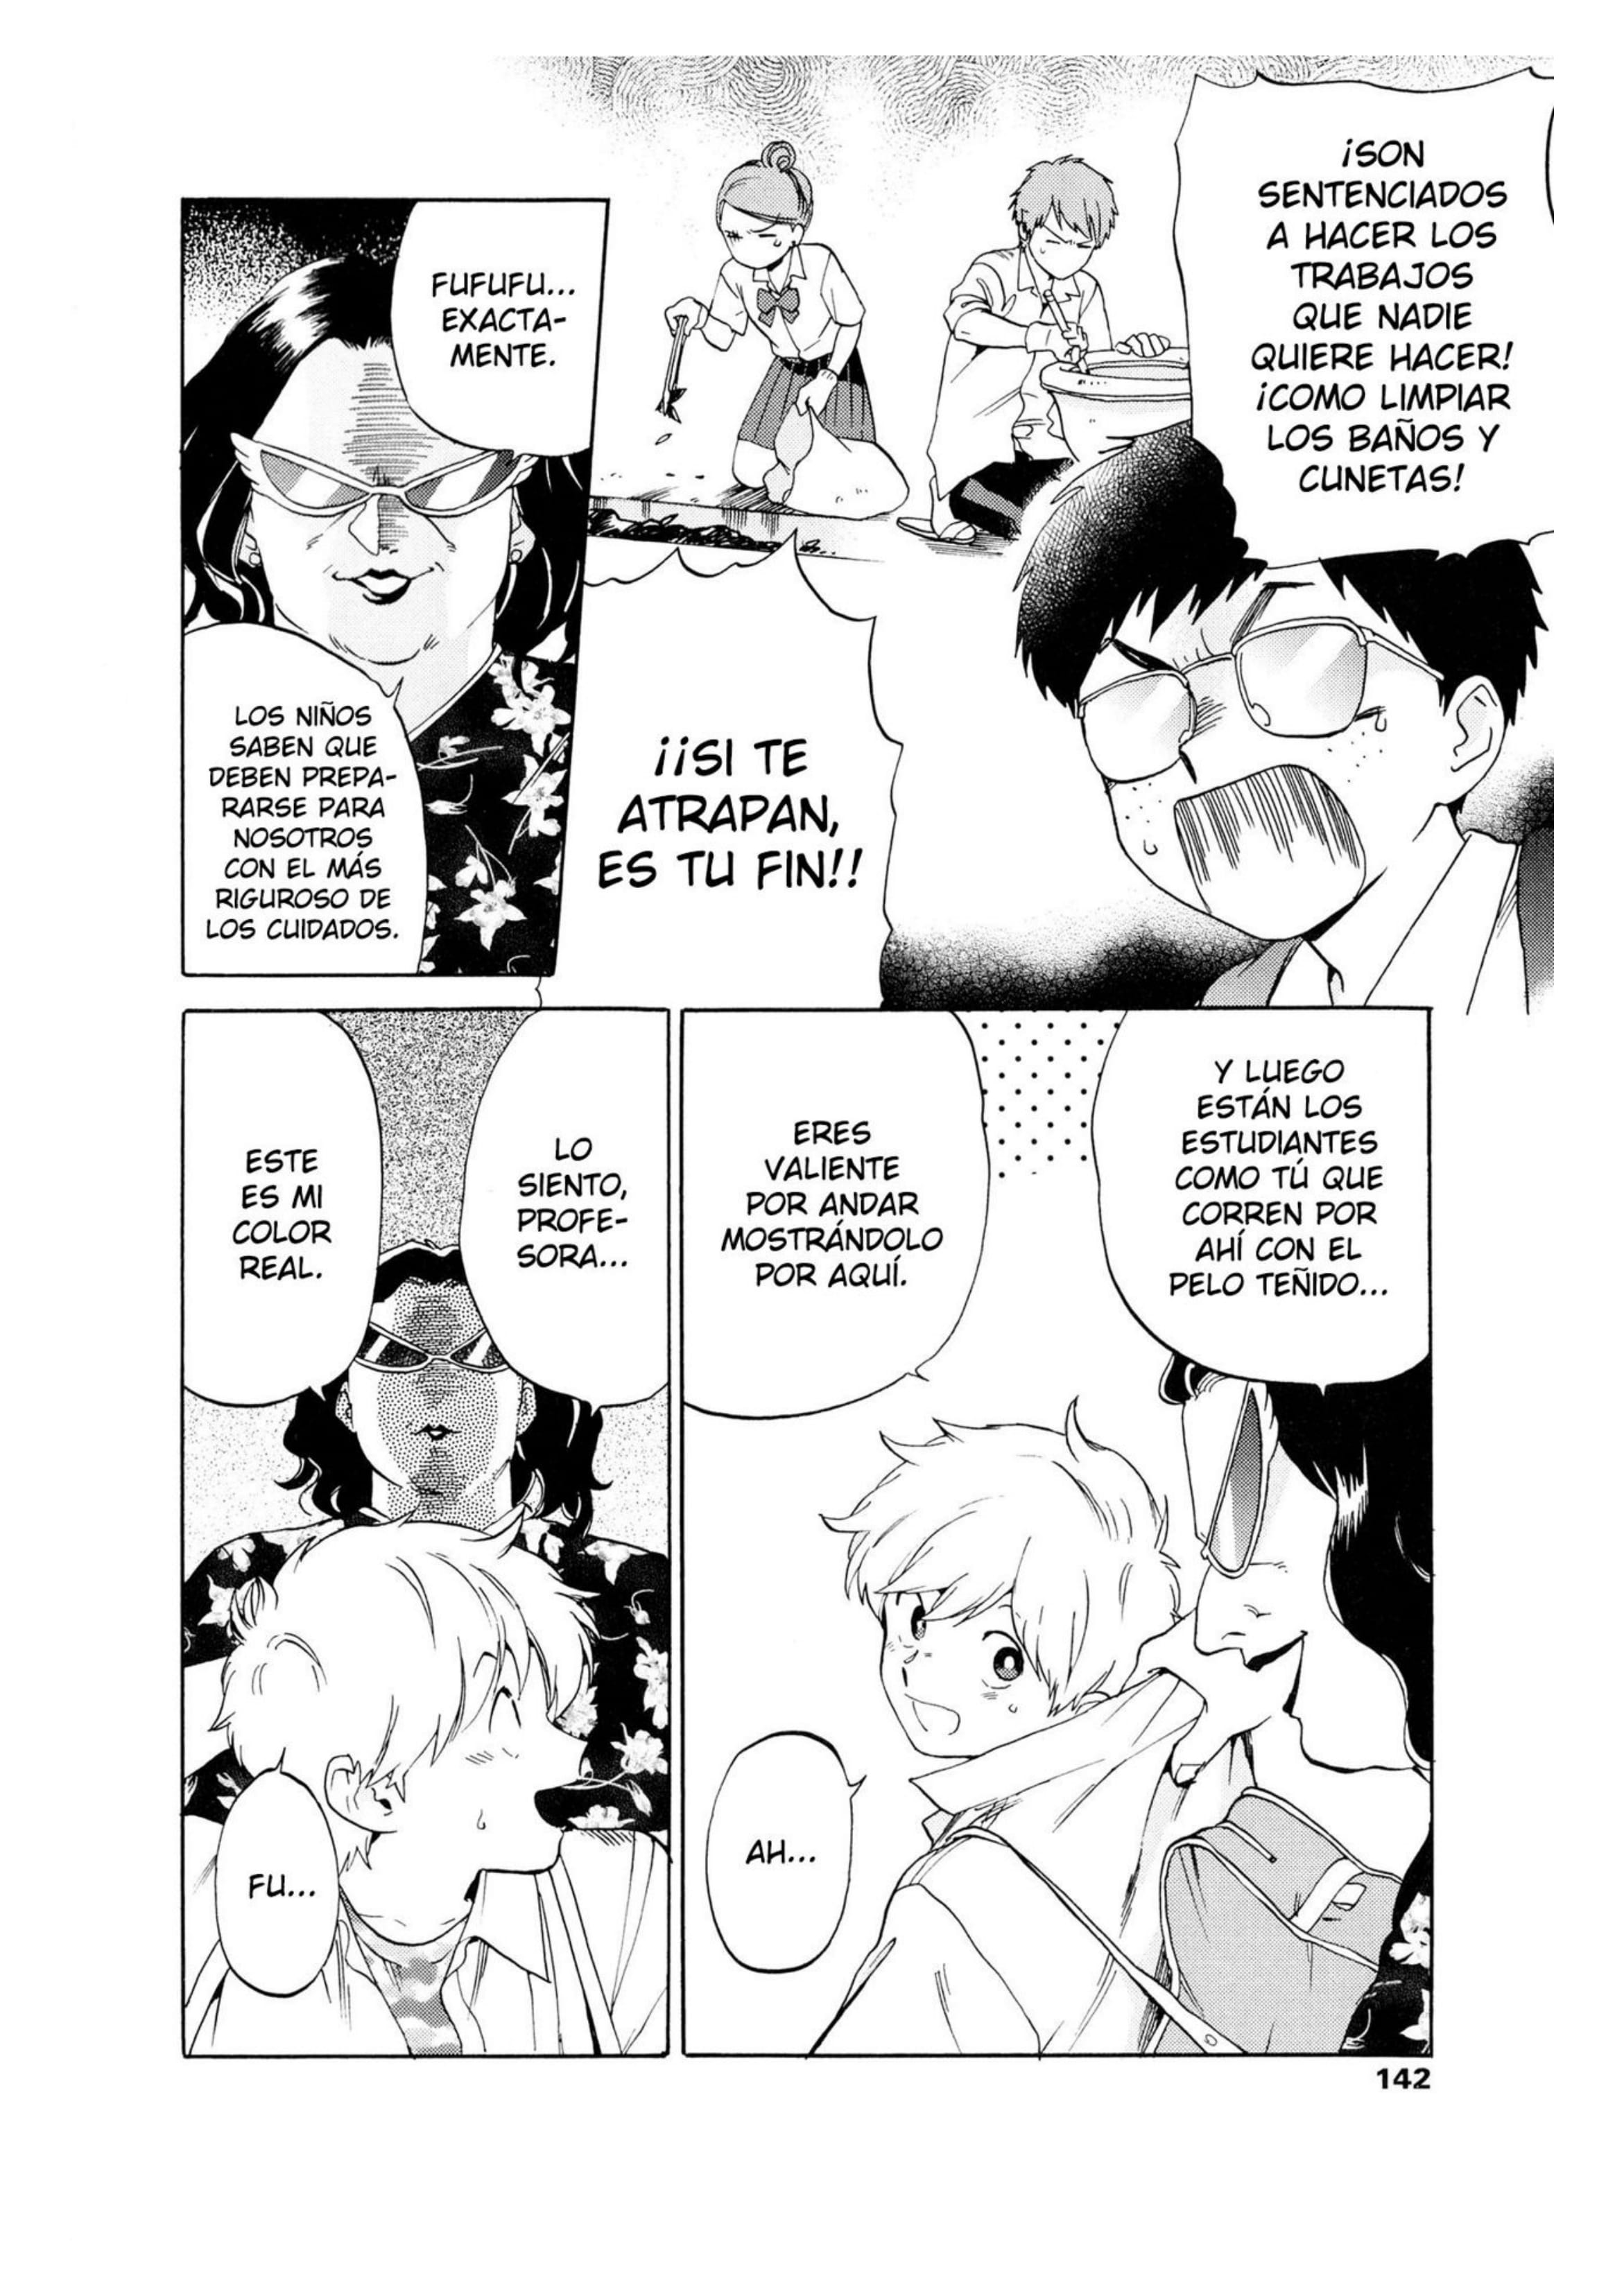 ¡SON
SENTENCIADOS
A HACER LOS
TRABAJOS
QUE NADIE
QUIERE HACER!
¡COMO LIMPIAR
LOS BAÑOS Y
CUNETAS!
¡¡SI TE
ATRAPAN,
ES TU FIN!!
FUFUFU...
EXACTA-
MENTE.
LOS NIÑOS
SABEN QUE
DEBEN PREPA-
RARSE PARA
NOSOTROS
CON EL MÁS
RIGUROSO DE
LOS CUIDADOS.
Y LUEGO
ESTÁN LOS
ESTUDIANTES
COMO TÚ QUE
CORREN POR
AHÍ CON EL
PELO TEÑIDO...
ERES
VALIENTE
POR ANDAR
MOSTRÁNDOLO
POR AQUÍ.
AH...
LO
SIENTO,
PROFE-
SORA...
ESTE
ES MI
COLOR
REAL.
FU...
142